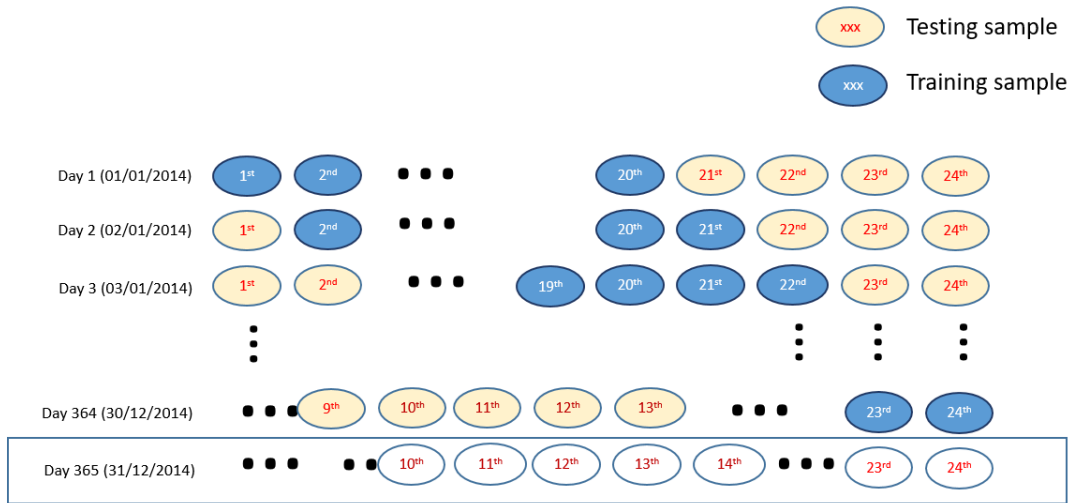 xxx Testing sample
xxx Training sample
Day 1 (01/01/2014) 1st 2nd 20th 21st 22nd 23rd 24th
Day 2 (02/01/2014) 1st 2nd 20th 21st 22nd 23rd 24th
Day 3 (03/01/2014) 1st 2nd 19th 20th 21st 22nd 23rd 24th
Day 364 (30/12/2014) 9th 10th 11th 12th 13th 23rd 24th
Day 365 (31/12/2014) 10th 11th 12th 13th 14th 23rd 24th